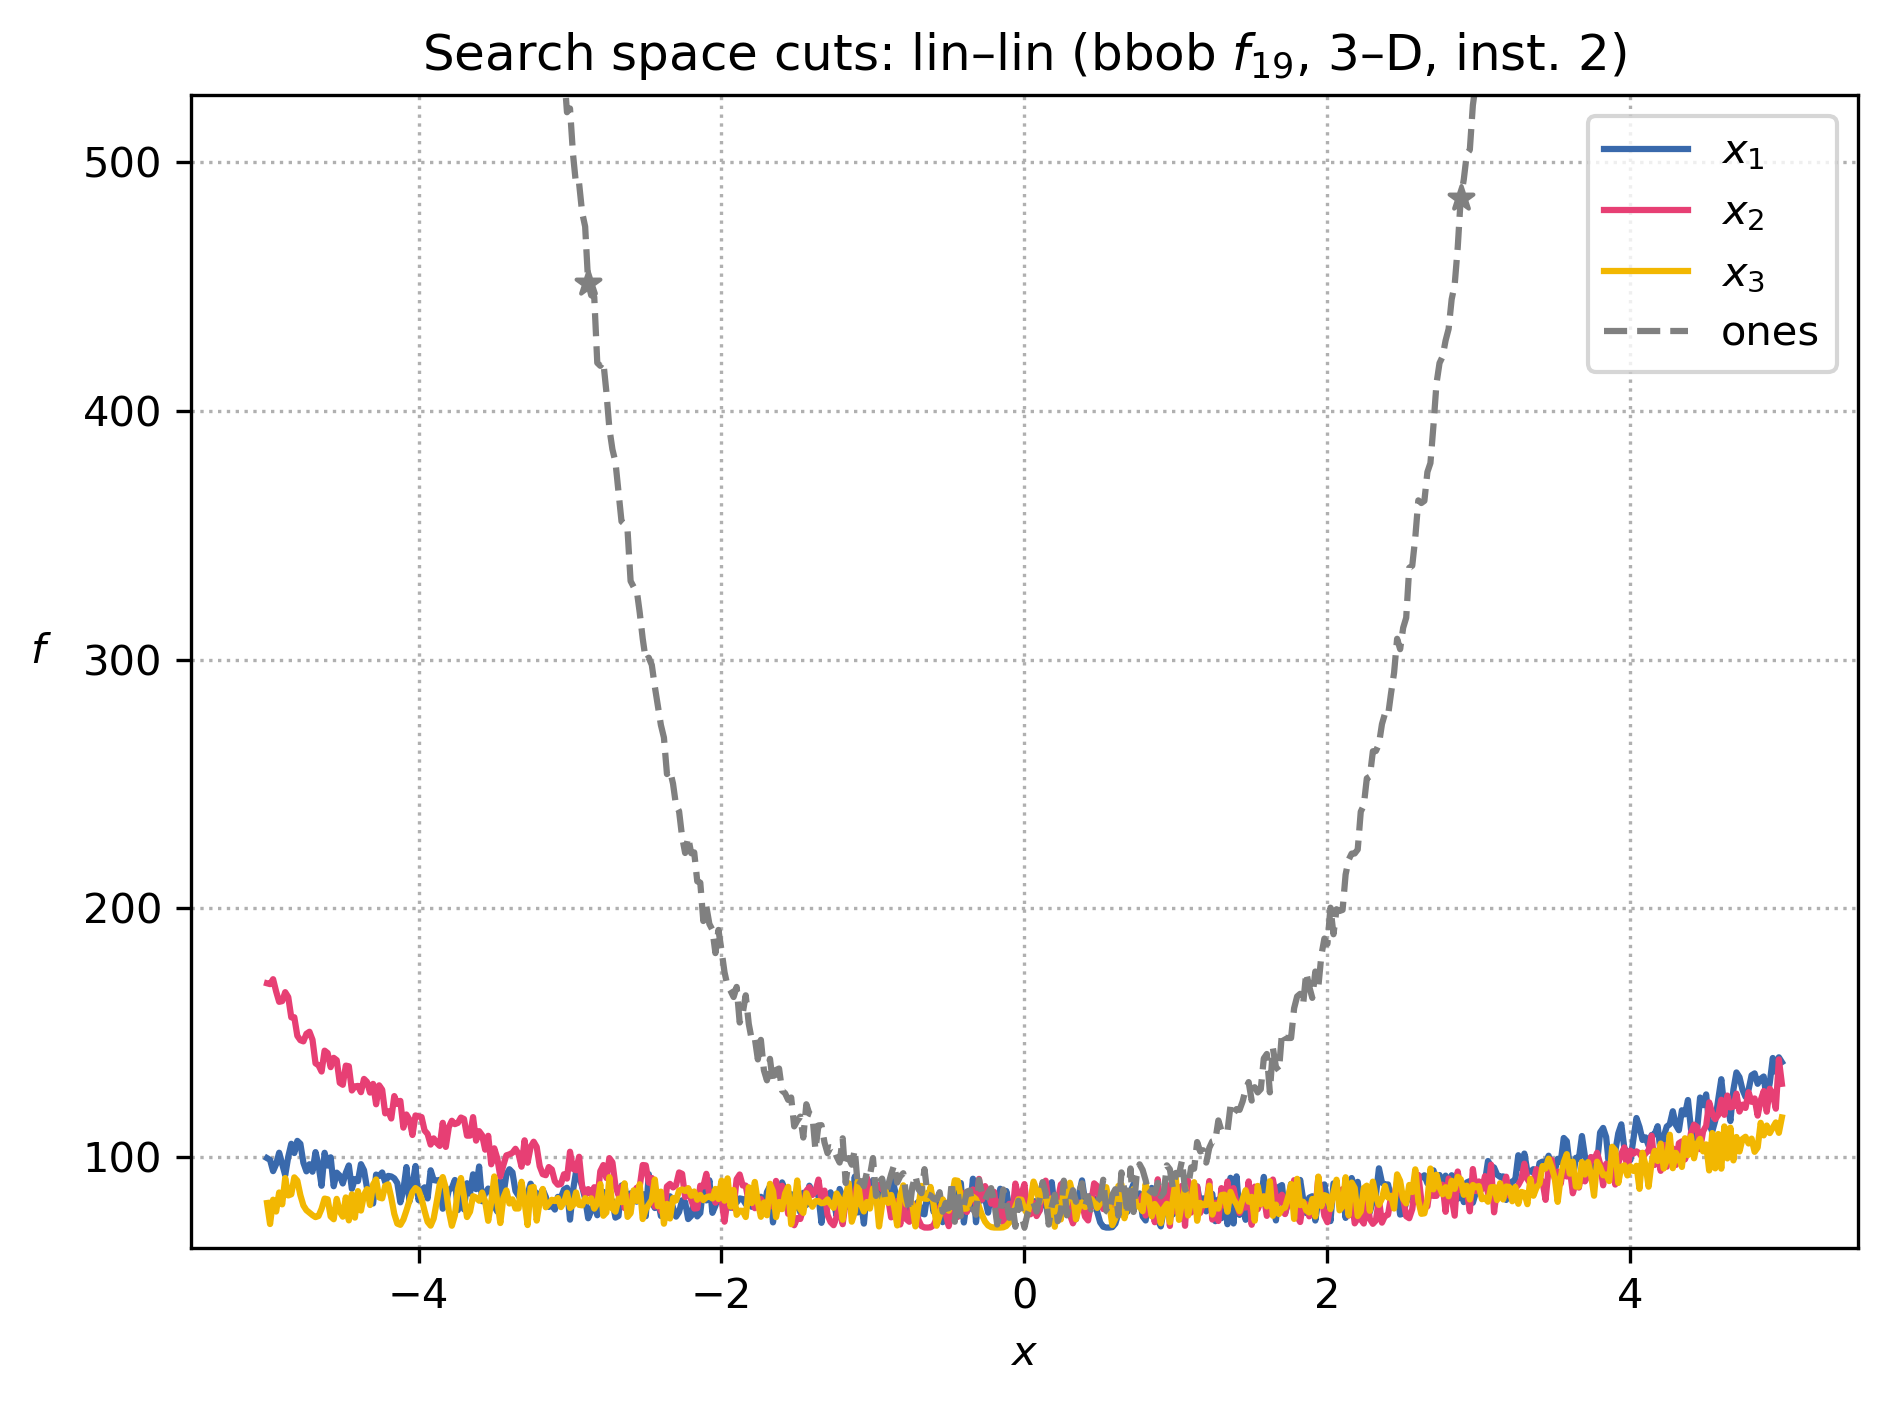 Search space cuts: lin–lin (bbob f₁₉, 3–D, inst. 2)
x₁
x₂
x₃
ones
500
400
300
200
100
f
−4
−2
0
2
4
x